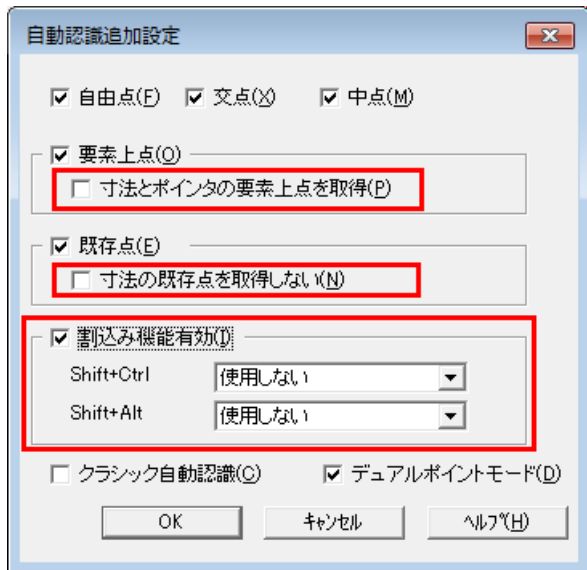 自動認識追加設定
自由点(F) 交点(X) 中点(M)
要素上点(O)
寸法とポインタの要素上点を取得(P)
既存点(E)
寸法の既存点を取得しない(N)
割込み機能有効(I)
Shift+Ctrl 使用しない
Shift+Alt 使用しない
クラシック自動認識(C) デュアルポイントモード(D)
OK キャンセル ヘルプ(H)